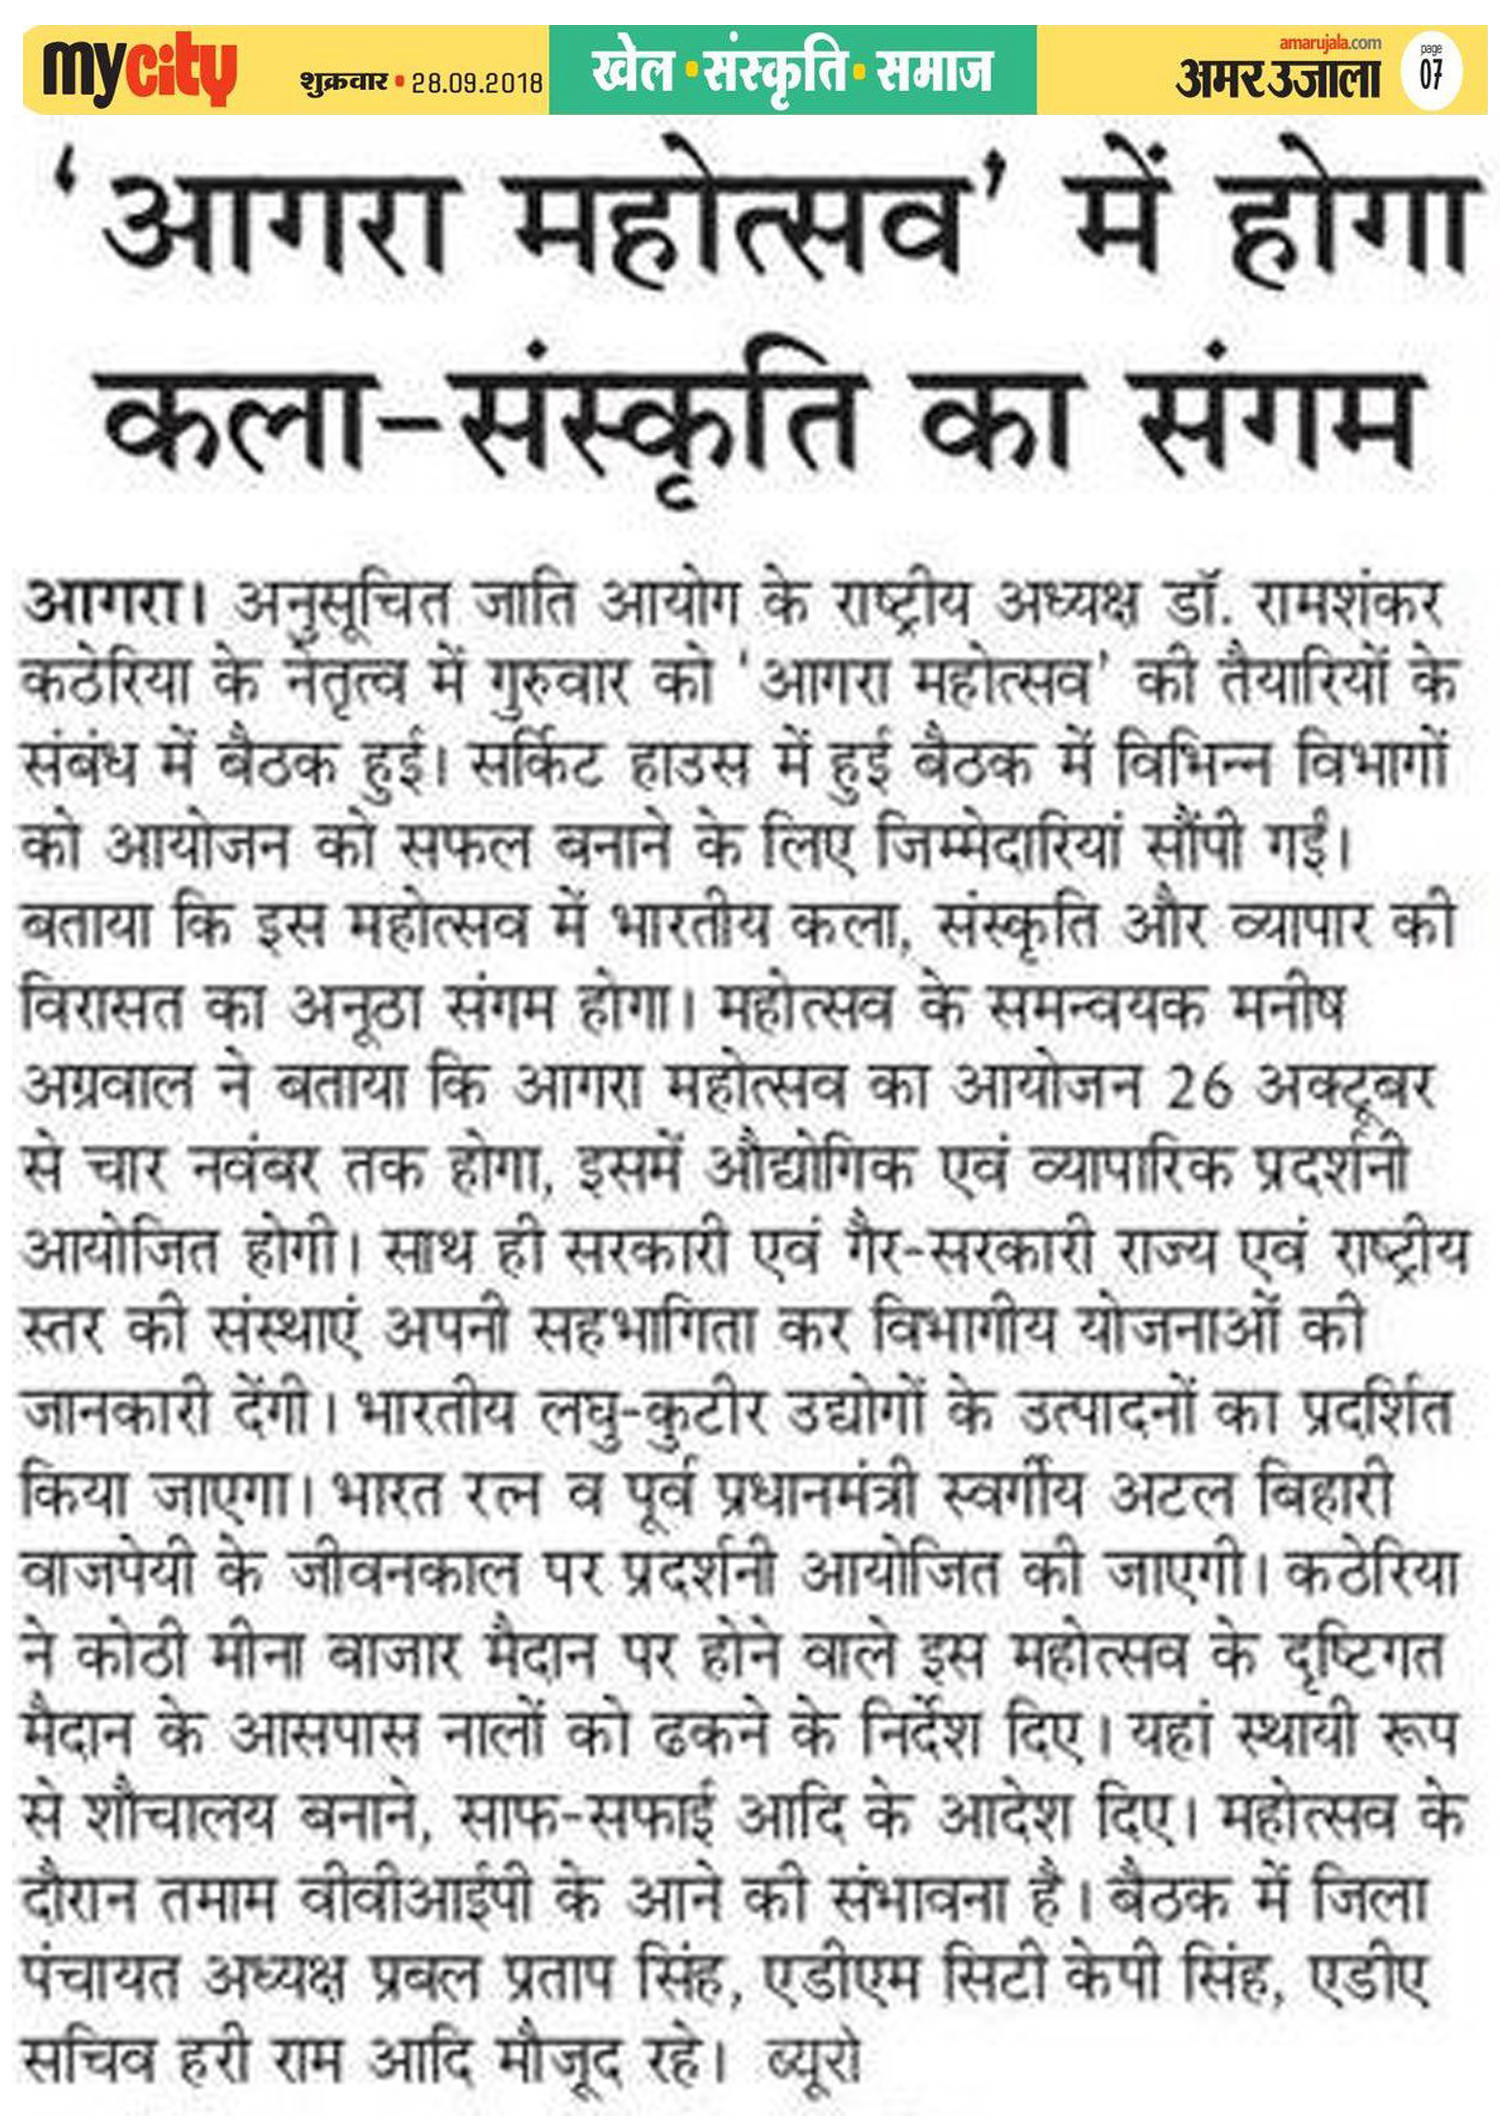 mycity शुक्रवार • 28.09.2018 खेल • संस्कृति • समाज amarujala.com अमर उजाला page 07
‘आगरा महोत्सव’ में होगा
कला-संस्कृति का संगम
आगरा। अनुसूचित जाति आयोग के राष्ट्रीय अध्यक्ष डॉ. रामशंकर
कठेरिया के नेतृत्व में गुरुवार को ‘आगरा महोत्सव’ की तैयारियों के
संबंध में बैठक हुई। सर्किट हाउस में हुई बैठक में विभिन्न विभागों
को आयोजन को सफल बनाने के लिए जिम्मेदारियां सौंपी गईं।
बताया कि इस महोत्सव में भारतीय कला, संस्कृति और व्यापार की
विरासत का अनूठा संगम होगा। महोत्सव के समन्वयक मनीष
अग्रवाल ने बताया कि आगरा महोत्सव का आयोजन 26 अक्टूबर
से चार नवंबर तक होगा, इसमें औद्योगिक एवं व्यापारिक प्रदर्शनी
आयोजित होगी। साथ ही सरकारी एवं गैर-सरकारी राज्य एवं राष्ट्रीय
स्तर की संस्थाएं अपनी सहभागिता कर विभागीय योजनाओं की
जानकारी देंगी। भारतीय लघु-कुटीर उद्योगों के उत्पादनों का प्रदर्शित
किया जाएगा। भारत रत्न व पूर्व प्रधानमंत्री स्वर्गीय अटल बिहारी
वाजपेयी के जीवनकाल पर प्रदर्शनी आयोजित की जाएगी। कठेरिया
ने कोठी मीना बाजार मैदान पर होने वाले इस महोत्सव के दृष्टिगत
मैदान के आसपास नालों को ढकने के निर्देश दिए। यहां स्थायी रूप
से शौचालय बनाने, साफ-सफाई आदि के आदेश दिए। महोत्सव के
दौरान तमाम वीवीआईपी के आने की संभावना है। बैठक में जिला
पंचायत अध्यक्ष प्रबल प्रताप सिंह, एडीएम सिटी केपी सिंह, एडीए
सचिव हरी राम आदि मौजूद रहे। ब्यूरो